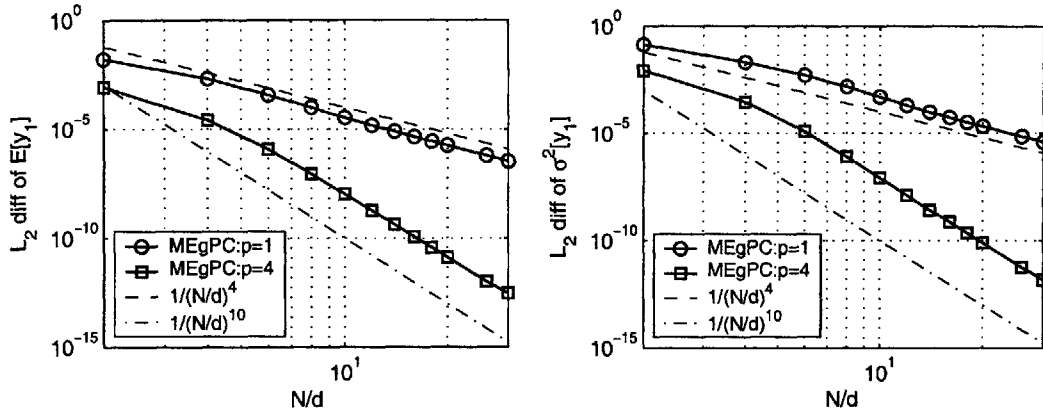 10^0
10^-5
10^-10
10^-15
L_2 diff of E[y_1]
MEgPC:p=1
MEgPC:p=4
1/(N/d)^4
1/(N/d)^10
10^1
N/d
10^0
10^-5
10^-10
10^-15
L_2 diff of σ^2[y_1]
MEgPC:p=1
MEgPC:p=4
1/(N/d)^4
1/(N/d)^10
10^1
N/d